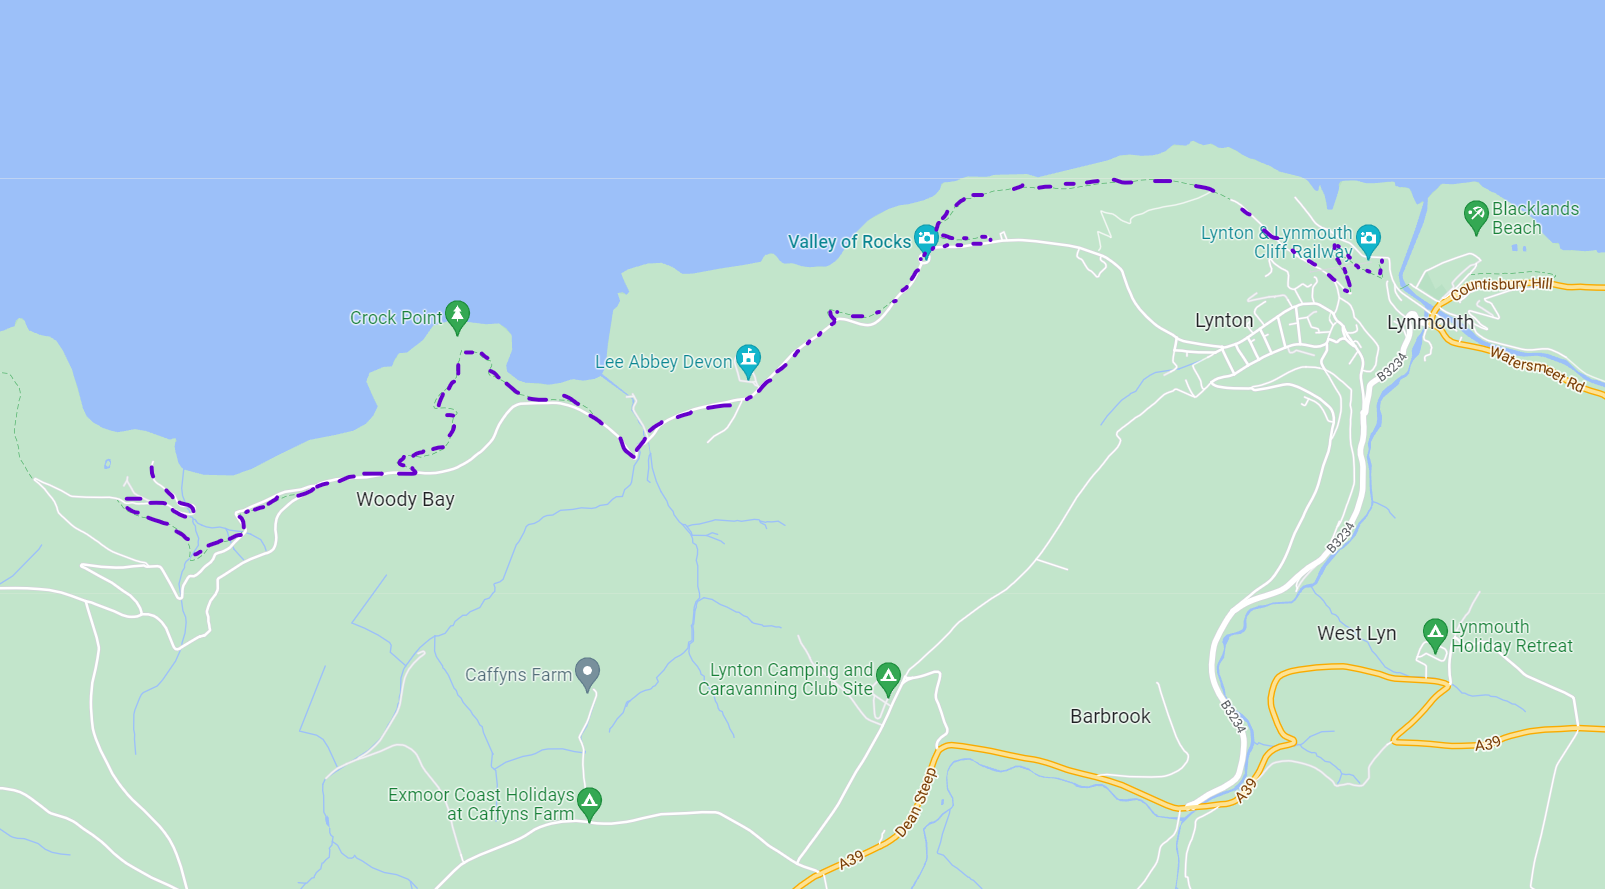 Blacklands
Beach
Lynton & Lynmouth
Cliff Railway
Valley of Rocks
Countisbury Hill
Crock Point
Lynton
Lynmouth
Lee Abbey Devon
Watersmeet Rd
B3234
Woody Bay
B3234
Lynmouth
Holiday Retreat
West Lyn
Caffyns Farm
Lynton Camping and
Caravanning Club Site
Barbrook
B3234
A39
Exmoor Coast Holidays
at Caffyns Farm
Dean Steep
A39
A39